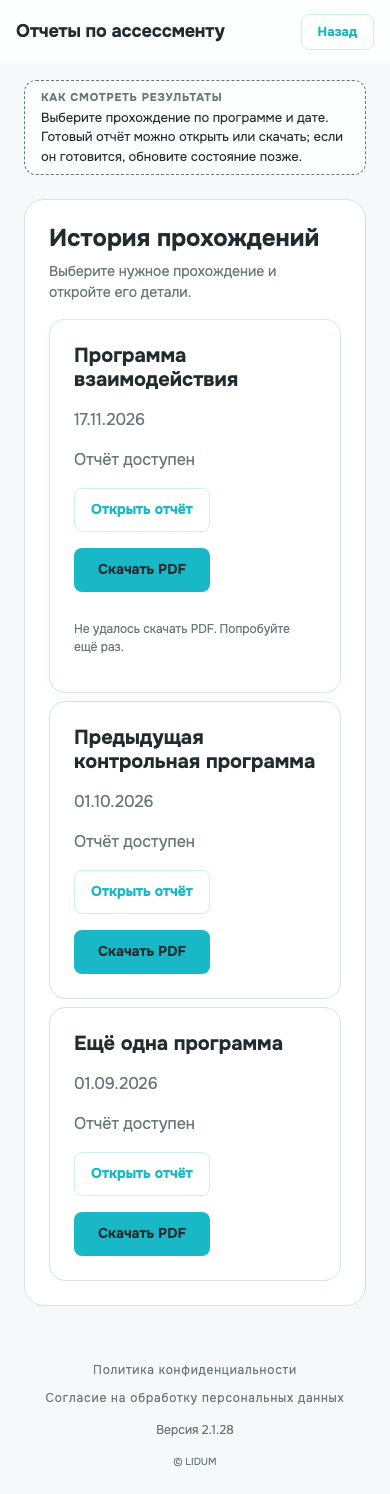 Отчеты по ассессменту
Назад
КАК СМОТРЕТЬ РЕЗУЛЬТАТЫ
Выберите прохождение по программе и дате.
Готовый отчёт можно открыть или скачать; если
он готовится, обновите состояние позже.
История прохождений
Выберите нужное прохождение и
откройте его детали.
Программа
взаимодействия
17.11.2026
Отчёт доступен
Открыть отчёт
Скачать PDF
Не удалось скачать PDF. Попробуйте
ещё раз.
Предыдущая
контрольная программа
01.10.2026
Отчёт доступен
Открыть отчёт
Скачать PDF
Ещё одна программа
01.09.2026
Отчёт доступен
Открыть отчёт
Скачать PDF
Политика конфиденциальности
Согласие на обработку персональных данных
Версия 2.1.28
© LIDUM